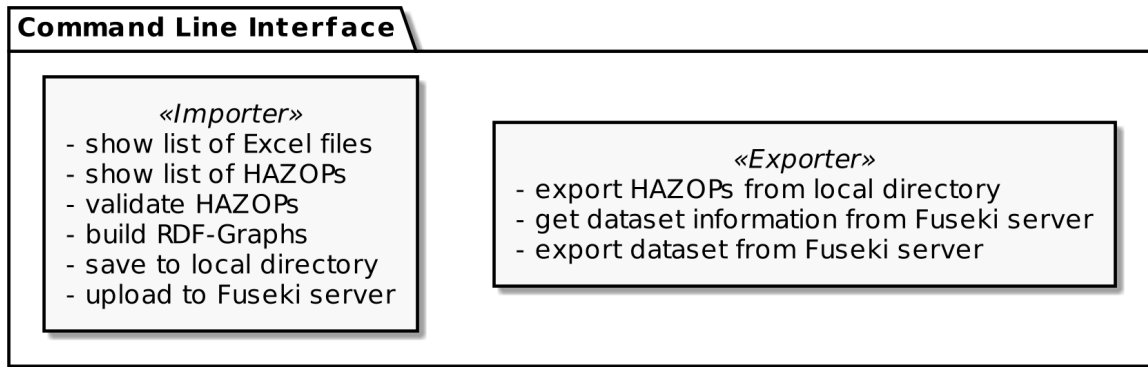 Command Line Interface
«Importer»
- show list of Excel files
- show list of HAZOPs
- validate HAZOPs
- build RDF-Graphs
- save to local directory
- upload to Fuseki server
«Exporter»
- export HAZOPs from local directory
- get dataset information from Fuseki server
- export dataset from Fuseki server